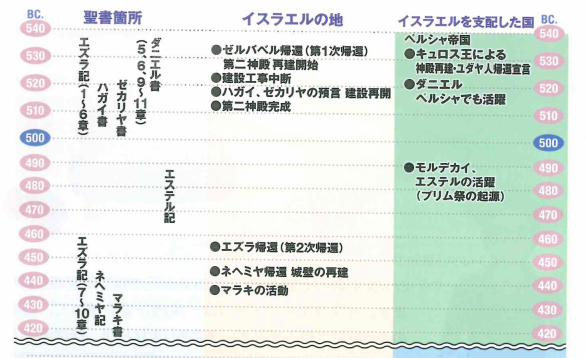 BC. 聖書箇所 イスラエルの地 イスラエルを支配した国 BC.
540
530
520
510
500
490
480
470
460
450
440
430
420
エズラ記(1〜6章)
ハガイ書
ゼカリヤ書
ダニエル書
(5、6、9〜11章)
エステル記
エズラ記(7〜10章)
ネヘミヤ記
マラキ書
●ゼルバベル帰還(第1次帰還)
第二神殿 再建開始
●建設工事中断
●ハガイ、ゼカリヤの預言 建設再開
●第二神殿完成
●エズラ帰還(第2次帰還)
●ネヘミヤ帰還 城壁の再建
●マラキの活動
ペルシャ帝国
●キュロス王による
神殿再建・ユダヤ人帰還宣言
●ダニエル
ペルシャでも活躍
●モルデカイ、
エステルの活躍
(プリム祭の起源)
540
530
520
510
500
490
480
470
460
450
440
430
420